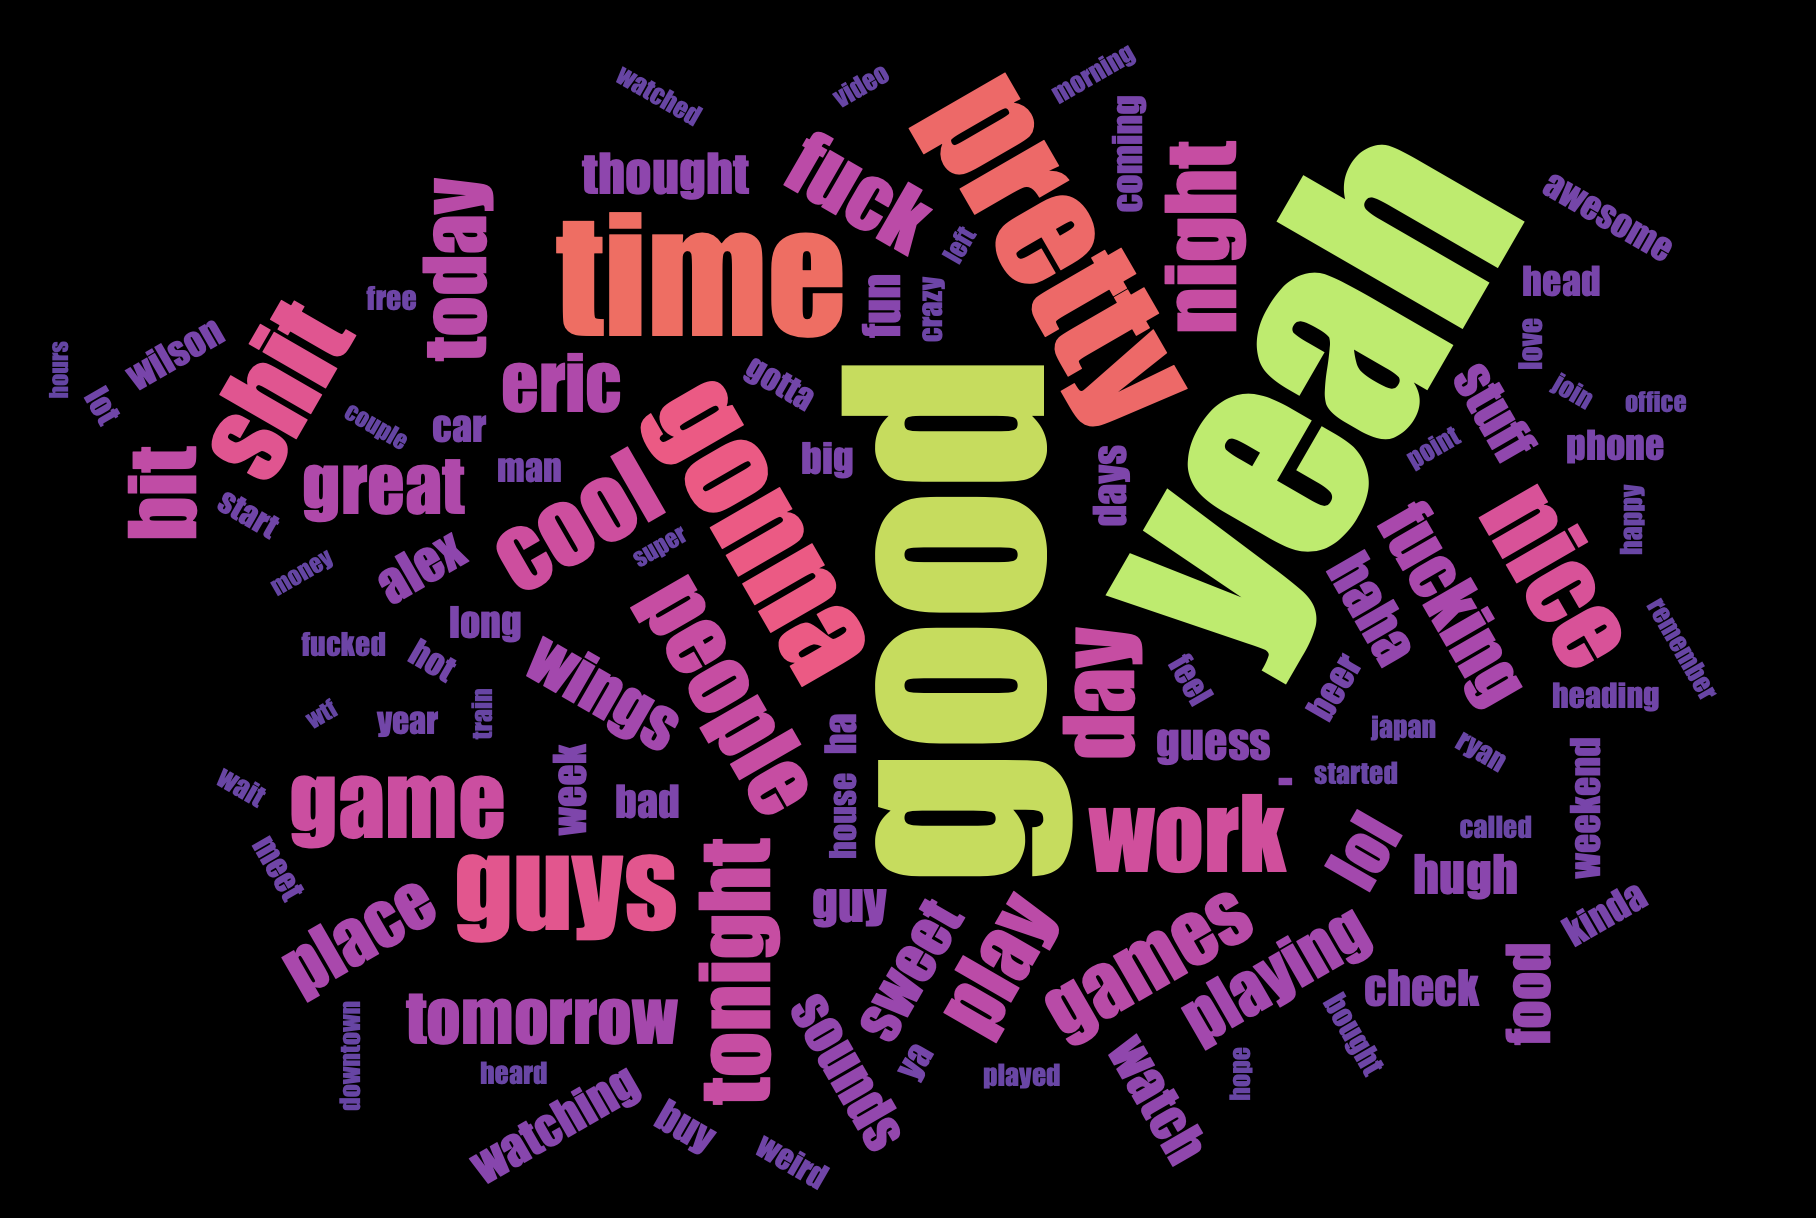 watched
video
morning
pretty
coming
thought
fuck
night
yeah
awesome
today
time
left
head
free
fun
crazy
shit
wilson
hours
love
eric
gotta
join
office
lot
couple
car
gonna
good
stuff
phone
point
bit
great
man
big
days
start
cool
nice
happy
super
fucking
money
alex
haha
people
long
fucked
hot
wings
day
feel
beer
remember
heading
wtf
year
train
ha
guess
japan
ryan
wait
game
week
bad
house
-
started
weekend
work
called
meet
guys
tonight
lol
hugh
place
guy
sweet
play
games
playing
kinda
food
check
tomorrow
sounds
bought
downtown
heard
ya
played
hope
watch
watching
buy
weird